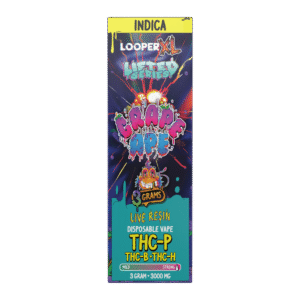 INDICA
LOOPER XL
LIFTED
SERIES
GRAPE
APE
3
GRAMS
LIVE RESIN
DISPOSABLE VAPE
THC-P
THC-B · THC-H
3 GRAM - 3000 MG